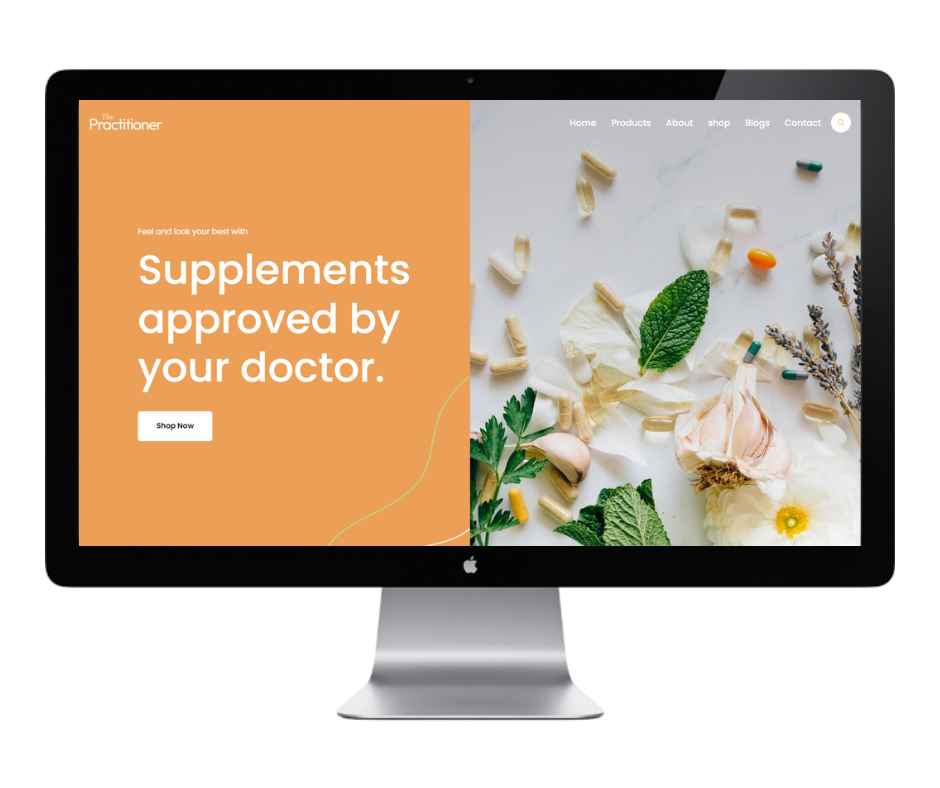 The
Practitioner
Home Products About shop Blogs Contact
Feel and look your best with
Supplements
approved by
your doctor.
Shop Now